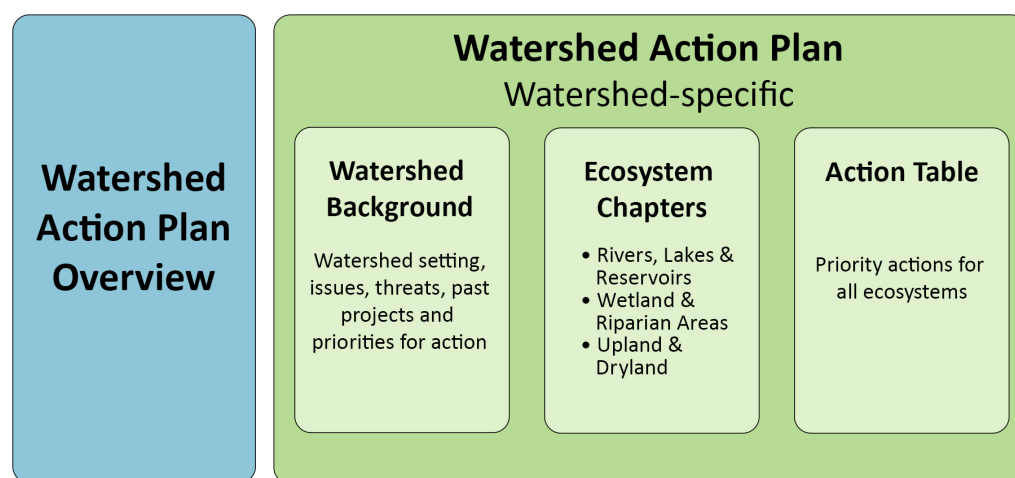 Watershed
Action Plan
Overview
Watershed Action Plan
Watershed-specific
Watershed
Background
Watershed setting,
issues, threats, past
projects and
priorities for action
Ecosystem
Chapters
• Rivers, Lakes &
Reservoirs
• Wetland &
Riparian Areas
• Upland &
Dryland
Action Table
Priority actions for
all ecosystems